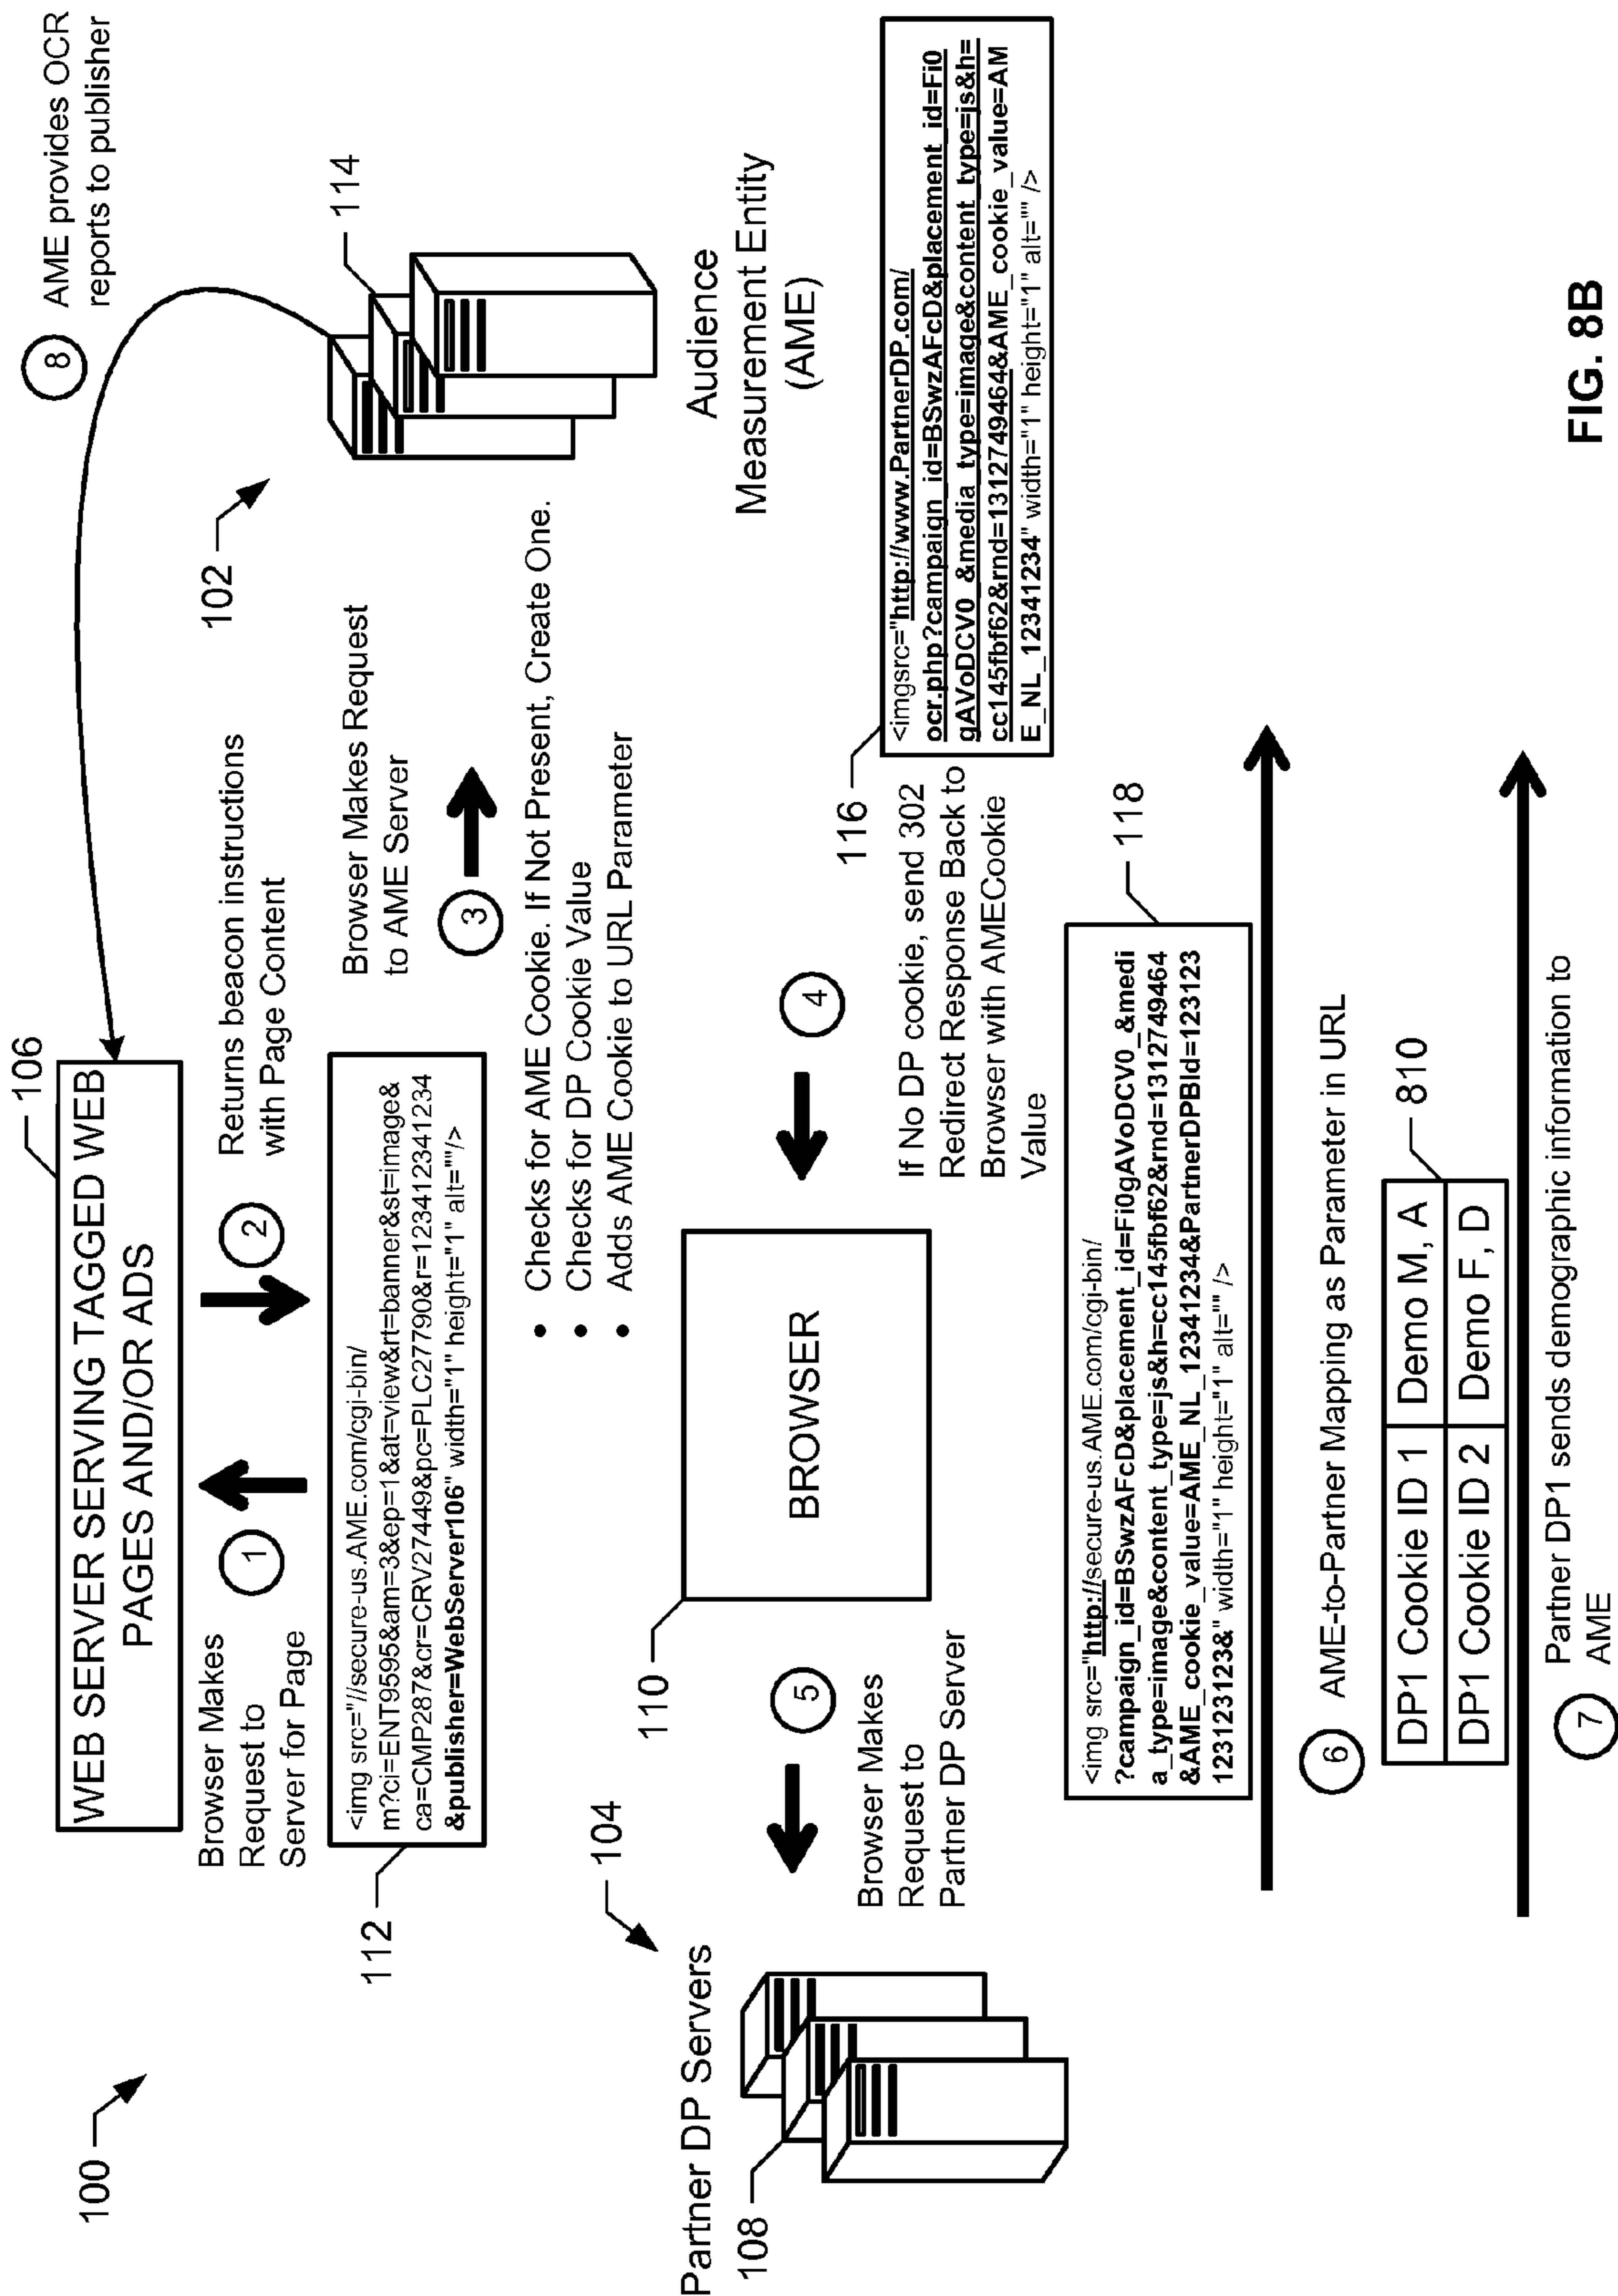 100
106
WEB SERVER SERVING TAGGED WEB
PAGES AND/OR ADS
8
AME provides OCR
reports to publisher
Browser Makes
Request to
Server for Page
1
2
Returns beacon instructions
with Page Content
112
<img src="//secure-us.AME.com/cgi-bin/
m?ci=ENT9595&am=3&ep=1&at=view&rt=banner&st=image&
ca=CMP287&cr=CRV27449&pc=PLC27790&r=123412341234
&publisher=WebServer106" width="1" height="1" alt=""/>
Browser Makes Request
to AME Server
3
102
114
Audience
Measurement Entity
(AME)
• Checks for AME Cookie. If Not Present, Create One.
• Checks for DP Cookie Value
• Adds AME Cookie to URL Parameter
104
Partner DP Servers
108
5
Browser Makes
Request to
Partner DP Server
110
BROWSER
4
If No DP cookie, send 302
Redirect Response Back to
Browser with AMECookie
Value
116
<imgsrc="http://www.PartnerDP.com/
ocr.php?campaign_id=BSwzAFcD&placement_id=Fi0
gAVoDCV0_&media_type=image&content_type=js&h=
cc145fbf62&rnd=1312749464&AME_cookie_value=AM
E_NL_12341234" width="1" height="1" alt="" />
118
<img src="http://secure-us.AME.com/cgi-bin/
?campaign_id=BSwzAFcD&placement_id=Fi0gAVoDCV0_&medi
a_type=image&content_type=js&h=cc145fbf62&rnd=1312749464
&AME_cookie_value=AME_NL_12341234&PartnerDPBId=123123
123123123&" width="1" height="1" alt="" />
6
AME-to-Partner Mapping as Parameter in URL
810
DP1 Cookie ID 1 Demo M, A
DP1 Cookie ID 2 Demo F, D
7
Partner DP1 sends demographic information to
AME
FIG. 8B